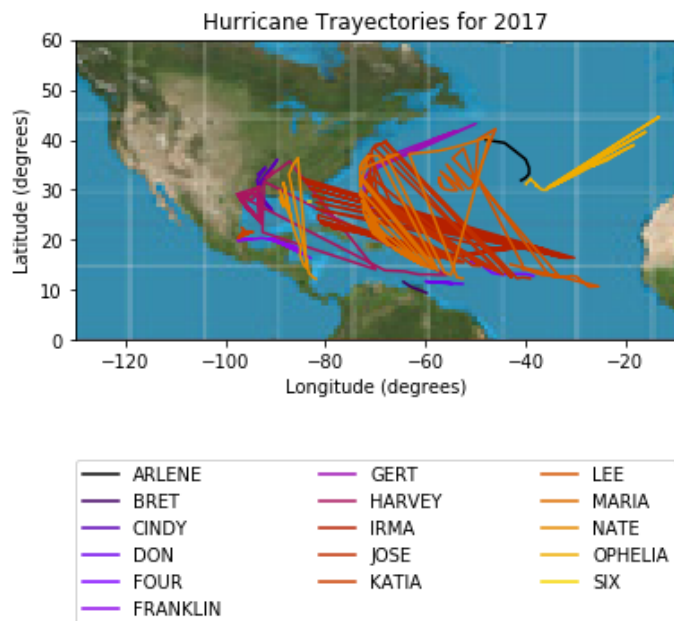 Hurricane Trayectories for 2017
60
50
40
30
20
10
0
Latitude (degrees)
−120 −100 −80 −60 −40 −20
Longitude (degrees)
ARLENE GERT LEE
BRET HARVEY MARIA
CINDY IRMA NATE
DON JOSE OPHELIA
FOUR KATIA SIX
FRANKLIN